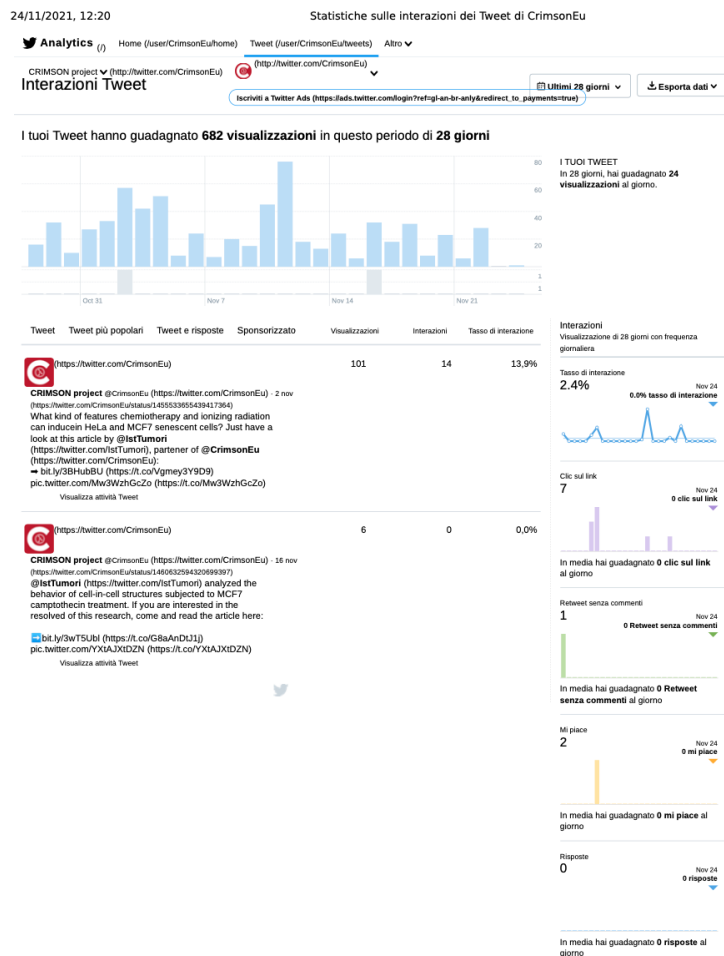 24/11/2021, 12:20 Statistiche sulle interazioni dei Tweet di CrimsonEu
Analytics (/) Home (/user/CrimsonEu/home) Tweet (/user/CrimsonEu/tweets) Altro
CRIMSON project (http://twitter.com/CrimsonEu) (http://twitter.com/CrimsonEu)
Interazioni Tweet
Ultimi 28 giorni Esporta dati
Iscriviti a Twitter Ads (https://ads.twitter.com/login?ref=gl-an-br-anly&redirect_to_payments=true)
I tuoi Tweet hanno guadagnato 682 visualizzazioni in questo periodo di 28 giorni
80
60
40
20
1
1
Oct 31 Nov 7 Nov 14 Nov 21
I TUOI TWEET
In 28 giorni, hai guadagnato 24
visualizzazioni al giorno.
Tweet Tweet più popolari Tweet e risposte Sponsorizzato Visualizzazioni Interazioni Tasso di interazione
(https://twitter.com/CrimsonEu) 101 14 13,9%
CRIMSON project @CrimsonEu (https://twitter.com/CrimsonEu) · 2 nov
(https://twitter.com/CrimsonEu/status/1455533655439417364)
What kind of features chemiotherapy and ionizing radiation
can inducein HeLa and MCF7 senescent cells? Just have a
look at this article by @IstTumori
(https://twitter.com/IstTumori), partener of @CrimsonEu
(https://twitter.com/CrimsonEu):
➡ bit.ly/3BHubBU (https://t.co/Vgmey3Y9D9)
pic.twitter.com/Mw3WzhGcZo (https://t.co/Mw3WzhGcZo)
Visualizza attività Tweet
(https://twitter.com/CrimsonEu) 6 0 0,0%
CRIMSON project @CrimsonEu (https://twitter.com/CrimsonEu) · 16 nov
(https://twitter.com/CrimsonEu/status/1460632594320699397)
@IstTumori (https://twitter.com/IstTumori) analyzed the
behavior of cell-in-cell structures subjected to MCF7
camptothecin treatment. If you are interested in the
resolved of this research, come and read the article here:
➡bit.ly/3wT5Ubl (https://t.co/G8aAnDtJ1j)
pic.twitter.com/YXtAJXtDZN (https://t.co/YXtAJXtDZN)
Visualizza attività Tweet
Interazioni
Visualizzazione di 28 giorni con frequenza
giornaliera
Tasso di interazione
2.4% Nov 24
0.0% tasso di interazione
Clic sul link
7 Nov 24
0 clic sul link
In media hai guadagnato 0 clic sul link
al giorno
Retweet senza commenti
1 Nov 24
0 Retweet senza commenti
In media hai guadagnato 0 Retweet
senza commenti al giorno
Mi piace
2 Nov 24
0 mi piace
In media hai guadagnato 0 mi piace al
giorno
Risposte
0 Nov 24
0 risposte
In media hai guadagnato 0 risposte al
giorno